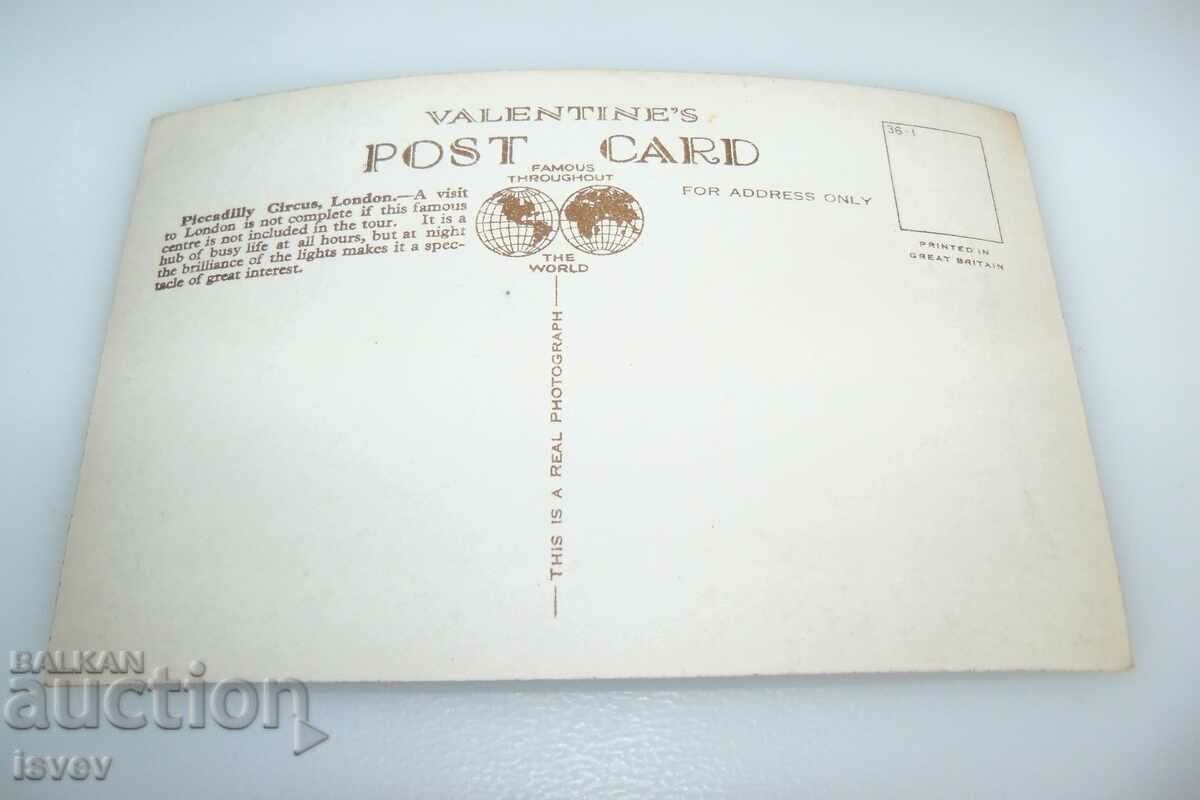 VALENTINE'S
POST CARD
FAMOUS
THROUGHOUT
THE
WORLD
Piccadilly Circus, London.—A visit
to London is not complete if this famous
centre is not included in the tour. It is a
hub of busy life at all hours, but at night
the brilliance of the lights makes it a spec-
tacle of great interest.
FOR ADDRESS ONLY
36-1
PRINTED IN
GREAT BRITAIN
THIS IS A REAL PHOTOGRAPH
BALKAN
auction
isvev